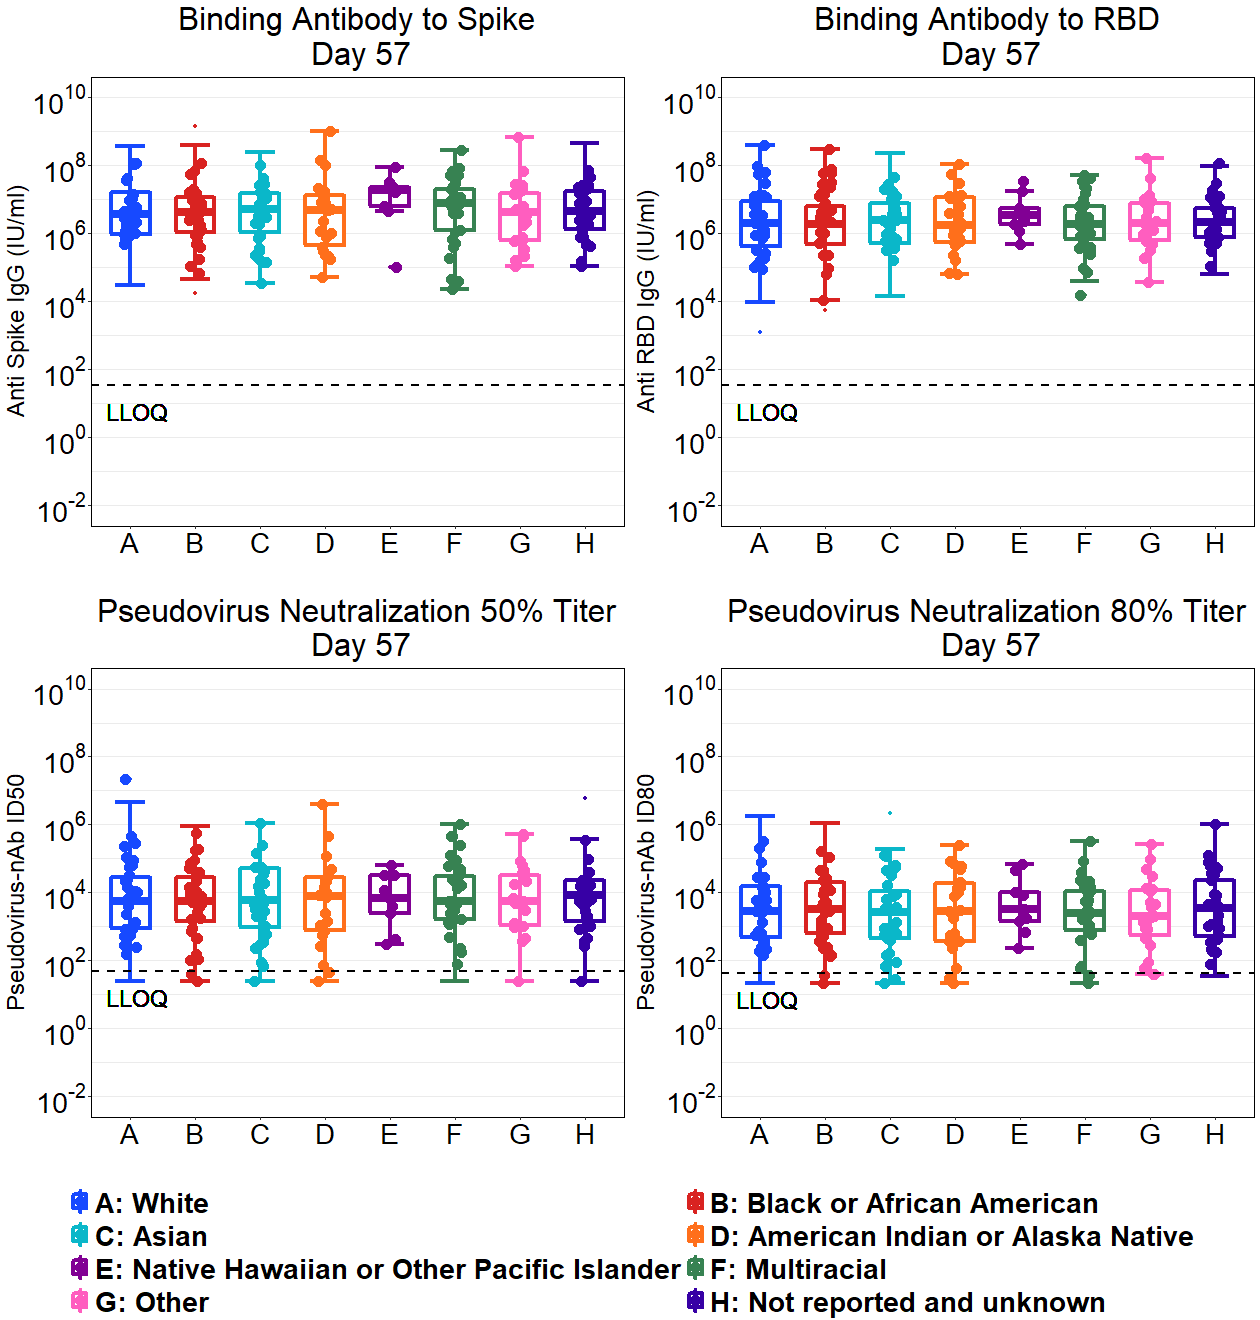 Binding Antibody to Spike
Day 57
Anti Spike IgG (IU/ml)
10^10
10^8
10^6
10^4
10^2
10^0
10^-2
LLOQ
A B C D E F G H
Binding Antibody to RBD
Day 57
Anti RBD IgG (IU/ml)
10^10
10^8
10^6
10^4
10^2
10^0
10^-2
LLOQ
A B C D E F G H
Pseudovirus Neutralization 50% Titer
Day 57
Pseudovirus-nAb ID50
10^10
10^8
10^6
10^4
10^2
10^0
10^-2
LLOQ
A B C D E F G H
Pseudovirus Neutralization 80% Titer
Day 57
Pseudovirus-nAb ID80
10^10
10^8
10^6
10^4
10^2
10^0
10^-2
LLOQ
A B C D E F G H
A: White
B: Black or African American
C: Asian
D: American Indian or Alaska Native
E: Native Hawaiian or Other Pacific Islander
F: Multiracial
G: Other
H: Not reported and unknown